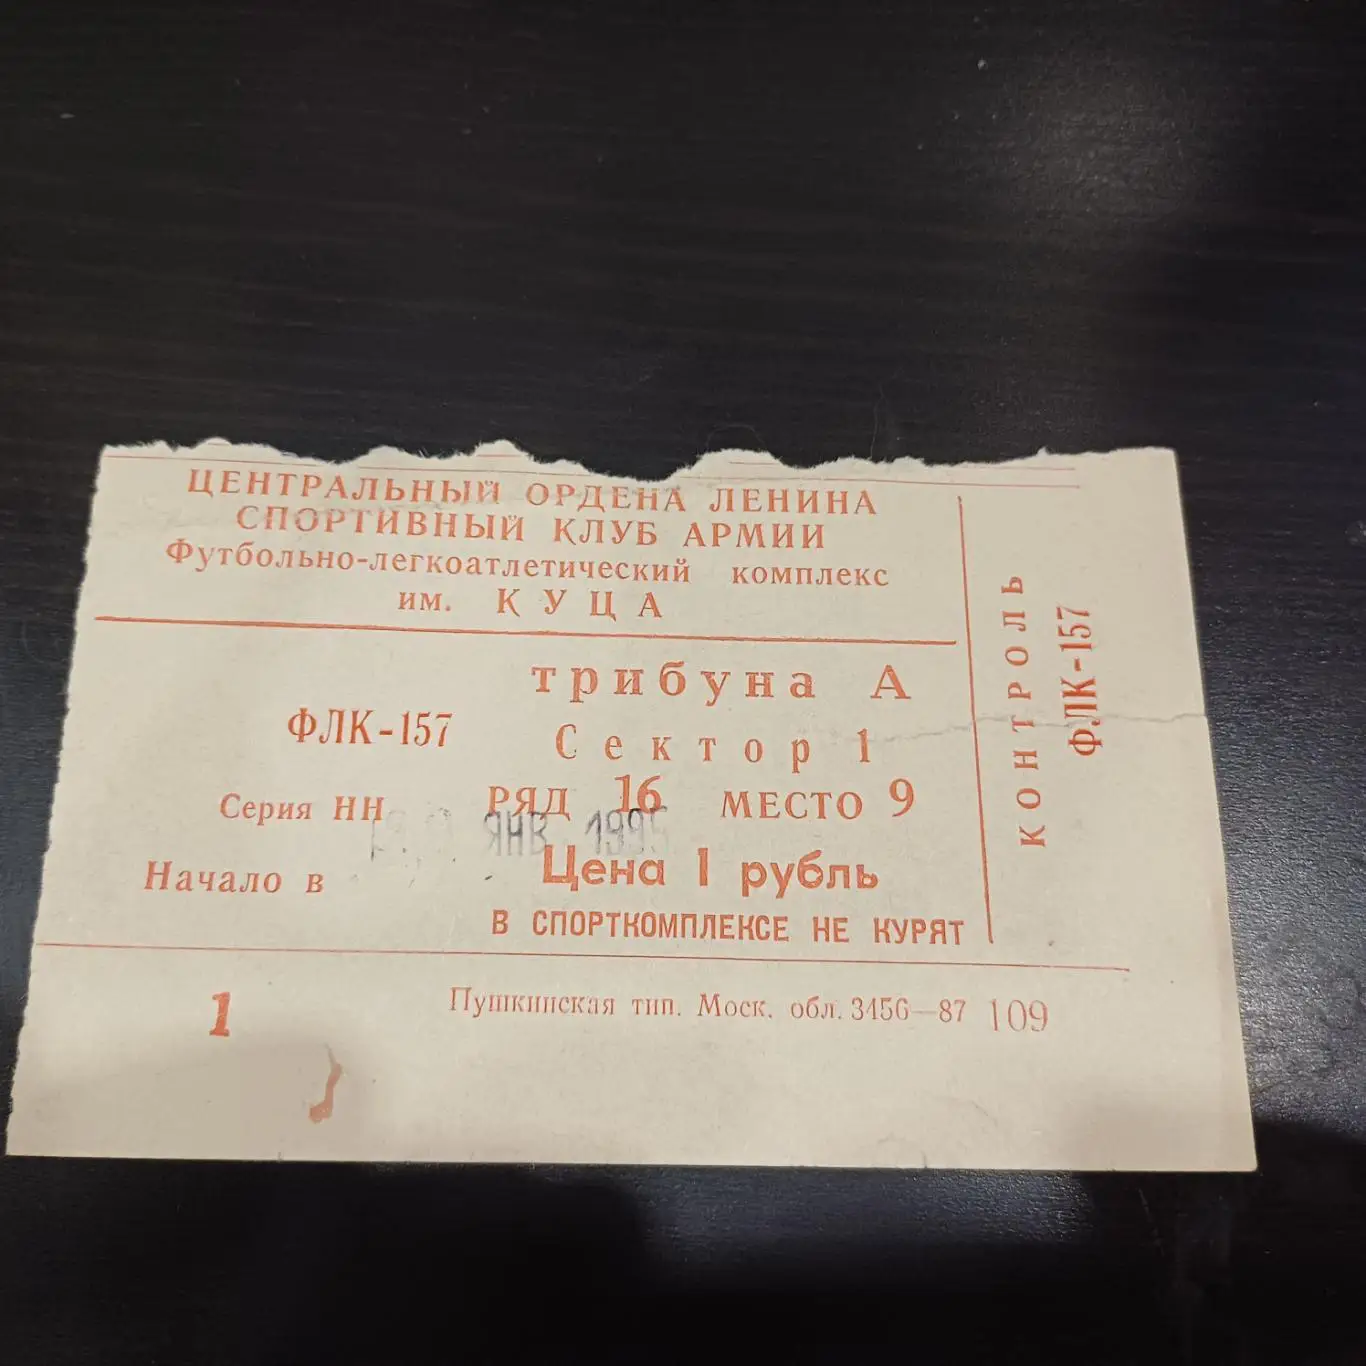 ЦЕНТРАЛЬНЫЙ ОРДЕНА ЛЕНИНА
СПОРТИВНЫЙ КЛУБ АРМИИ
Футбольно-легкоатлетический комплекс
им. КУЦА
трибуна А
ФЛК-157
Сектор 1
Серия НН
РЯД 16 МЕСТО 9
ЯНВ 1995
Начало в
Цена 1 рубль
В СПОРТКОМПЛЕКСЕ НЕ КУРЯТ
1
Пушкинская тип. Моск. обл. 3456—87 109
КОНТРОЛЬ
ФЛК-157